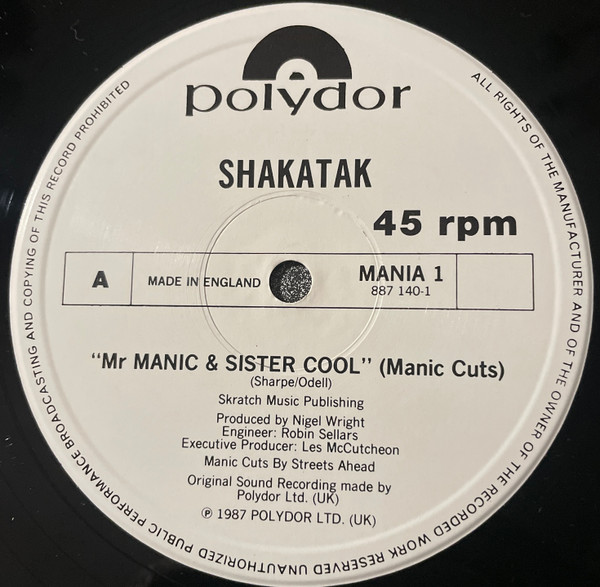 polydor
SHAKATAK
45 rpm
A
MADE IN ENGLAND
MANIA 1
887 140-1
"Mr MANIC & SISTER COOL" (Manic Cuts)
(Sharpe/Odell)
Skratch Music Publishing
Produced by Nigel Wright
Engineer: Robin Sellars
Executive Producer: Les McCutcheon
Manic Cuts By Streets Ahead
Original Sound Recording made by
Polydor Ltd. (UK)
℗ 1987 POLYDOR LTD. (UK)
ALL RIGHTS OF THE MANUFACTURER AND OF THE OWNER OF THE RECORDED WORK RESERVED UNAUTHORIZED PUBLIC PERFORMANCE BROADCASTING AND COPYING OF THIS RECORD PROHIBITED